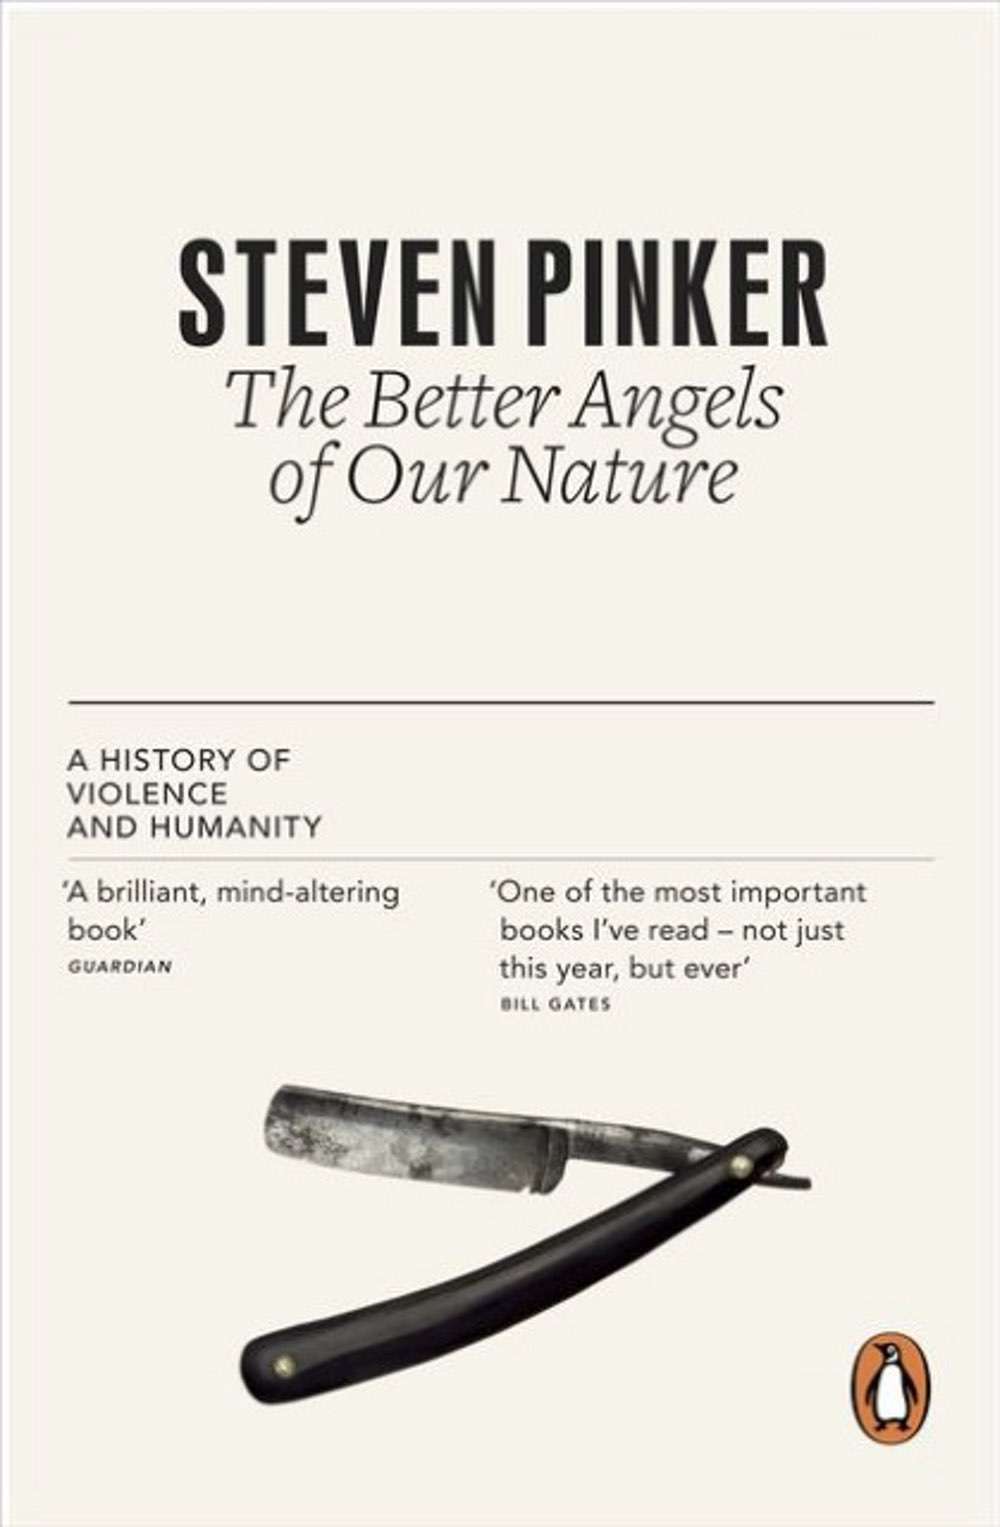 STEVEN PINKER
The Better Angels
of Our Nature
A HISTORY OF
VIOLENCE
AND HUMANITY
‘A brilliant, mind-altering
book’
GUARDIAN
‘One of the most important
books I’ve read – not just
this year, but ever’
BILL GATES